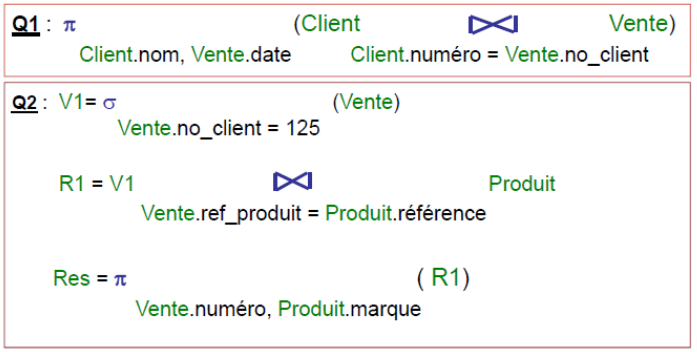 Q1 : π (Client ⋈ Vente)
Client.nom, Vente.date Client.numéro = Vente.no_client
Q2 : V1= σ (Vente)
Vente.no_client = 125
R1 = V1 ⋈ Produit
Vente.ref_produit = Produit.référence
Res = π ( R1)
Vente.numéro, Produit.marque